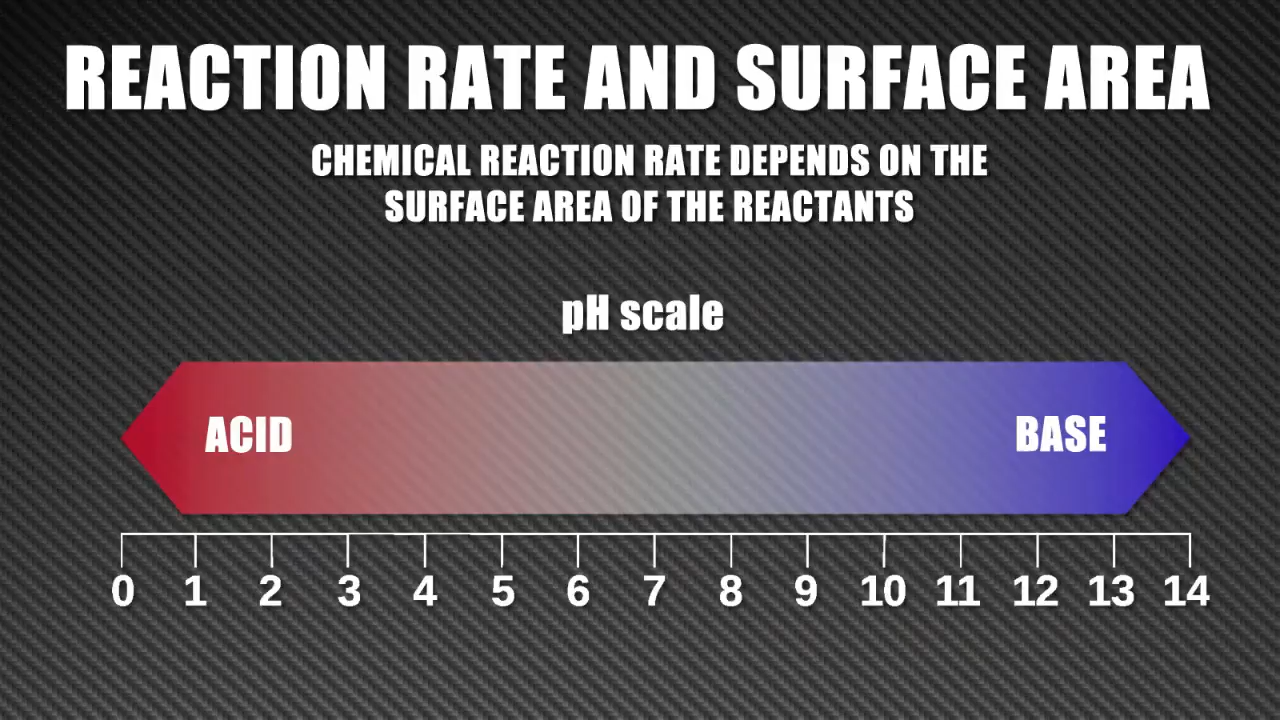 REACTION RATE AND SURFACE AREA
CHEMICAL REACTION RATE DEPENDS ON THE
SURFACE AREA OF THE REACTANTS
pH scale
ACID BASE
0 1 2 3 4 5 6 7 8 9 10 11 12 13 14